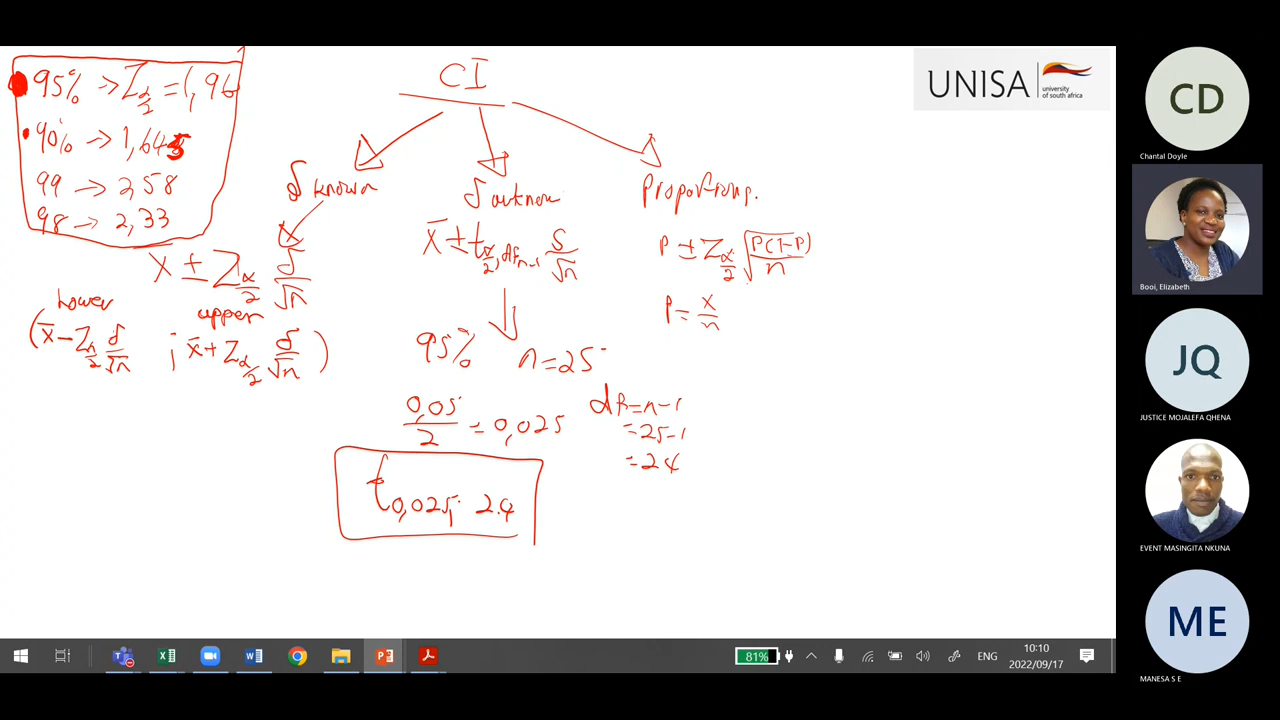 95% → Z α/2 = 1,96
90% → 1,645
99 → 2,58
98 → 2,33
CI
δ known
δ unknown
Proportions.
x̄ ± Z α/2 δ/√n
lower
upper
(x̄ − Z α/2 δ/√n ; x̄ + Z α/2 δ/√n)
x̄ ± t α/2, df n−1 S/√n
95% n = 25
0,05/2 = 0,025
df = n−1
= 25−1
= 24
t 0,025, 24
P ± Z α/2 √P(1−P)/n
P = x/n
UNISA
university
of south africa
CD
Chantal Doyle
Booi, Elizabeth
JQ
JUSTICE MOJALEFA QHENA
EVENT MASINGITA NKUNA
ME
MANESA S E
81%
ENG
10:10
2022/09/17